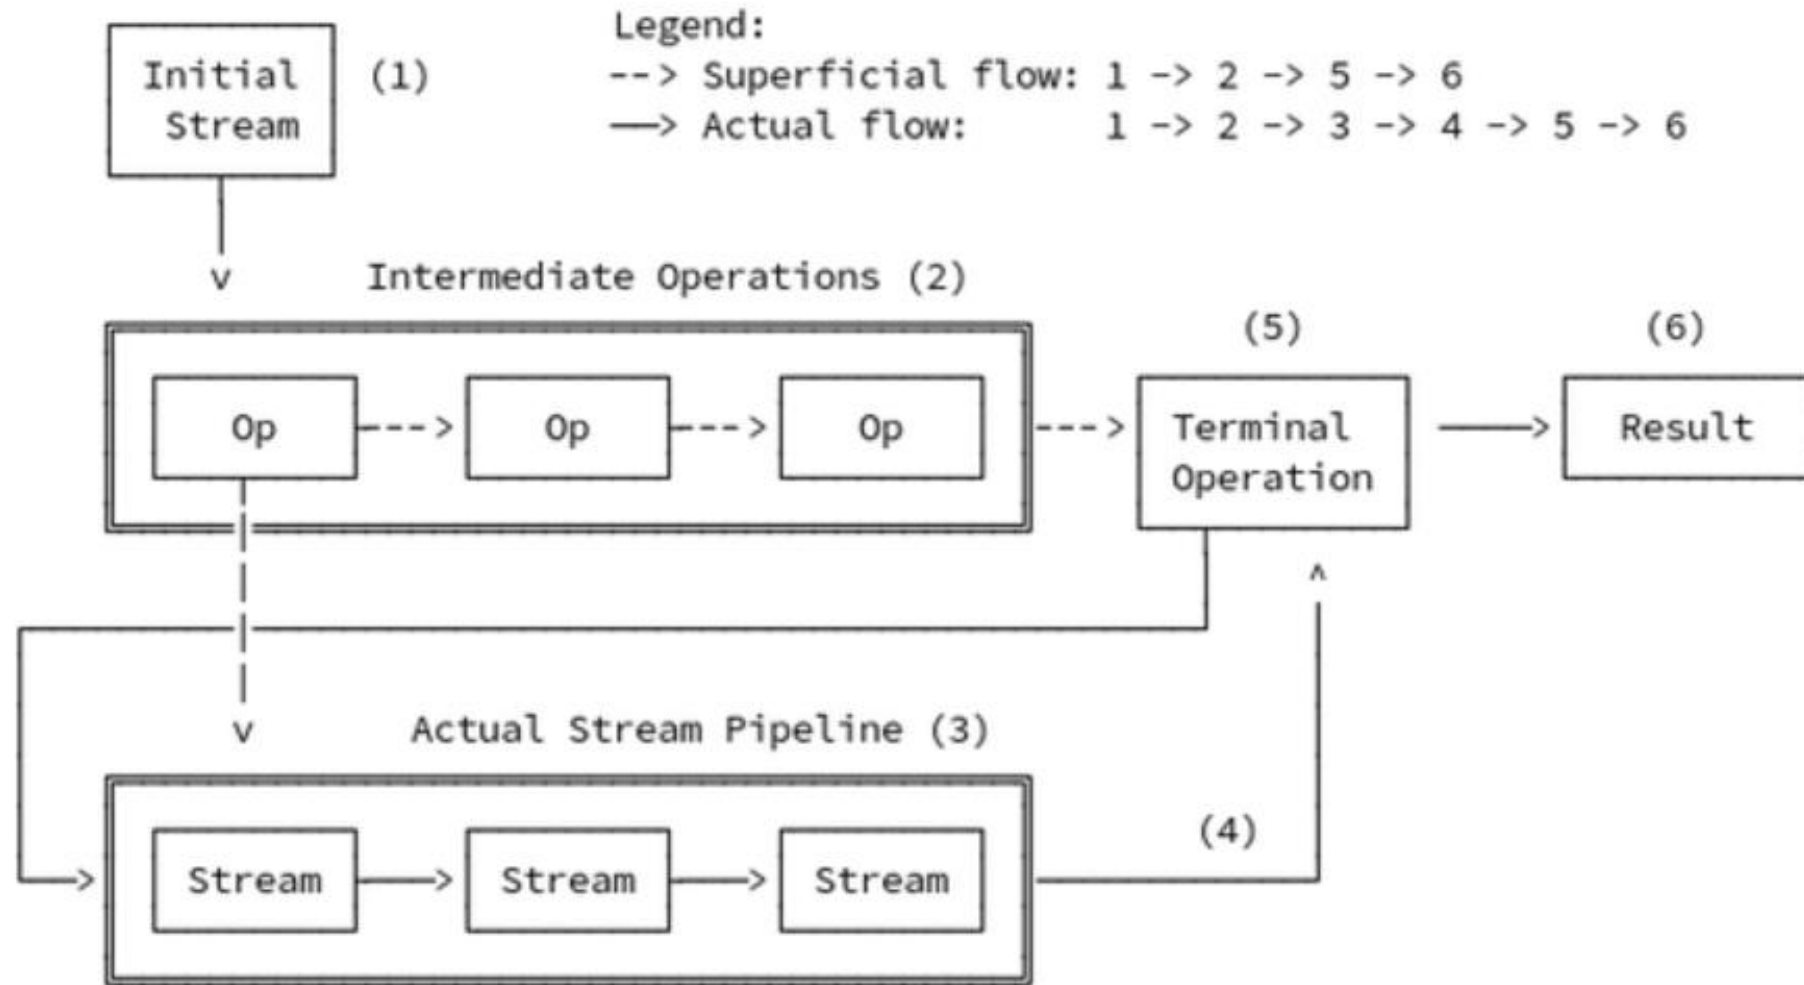 Legend:
--> Superficial flow: 1 -> 2 -> 5 -> 6
──> Actual flow: 1 -> 2 -> 3 -> 4 -> 5 -> 6
Initial
Stream
(1)
Intermediate Operations (2)
Op
Op
Op
(5)
Terminal
Operation
(6)
Result
Actual Stream Pipeline (3)
Stream
Stream
Stream
(4)